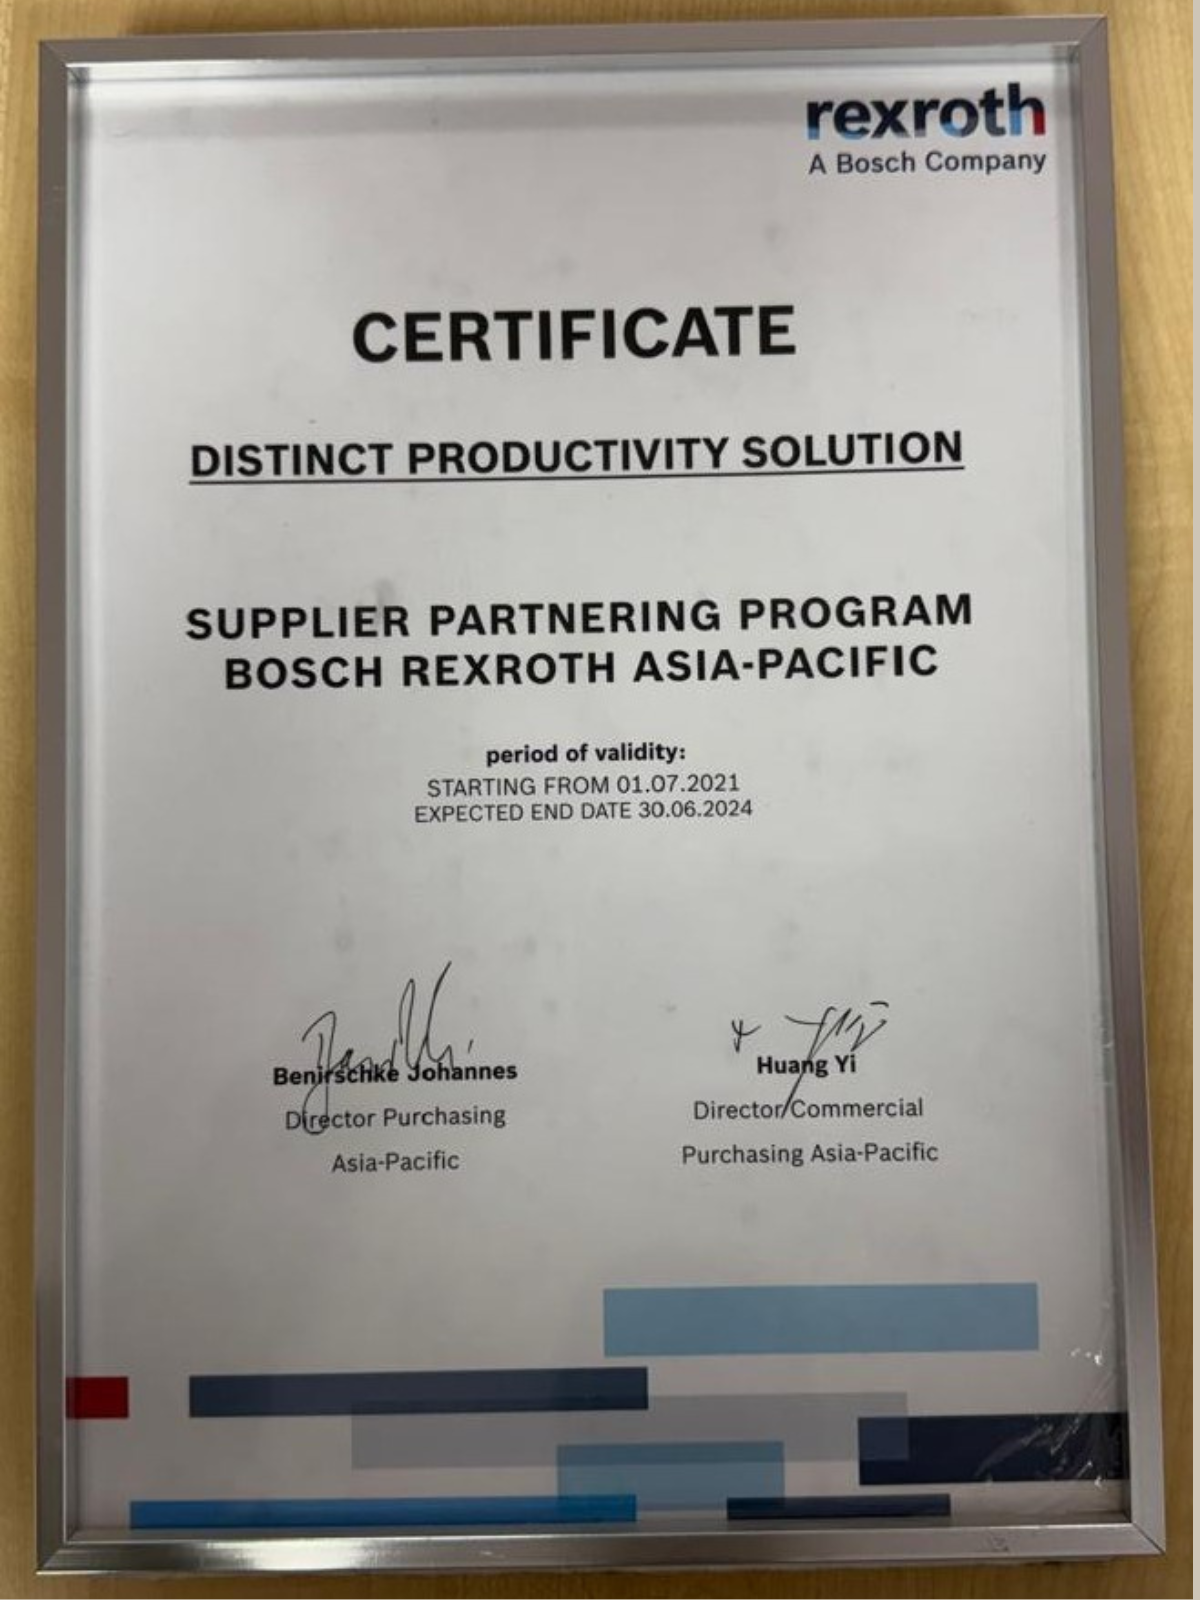 rexroth
A Bosch Company
CERTIFICATE
DISTINCT PRODUCTIVITY SOLUTION
SUPPLIER PARTNERING PROGRAM
BOSCH REXROTH ASIA-PACIFIC
period of validity:
STARTING FROM 01.07.2021
EXPECTED END DATE 30.06.2024
Benirschke Johannes
Director Purchasing
Asia-Pacific
Huang Yi
Director Commercial
Purchasing Asia-Pacific